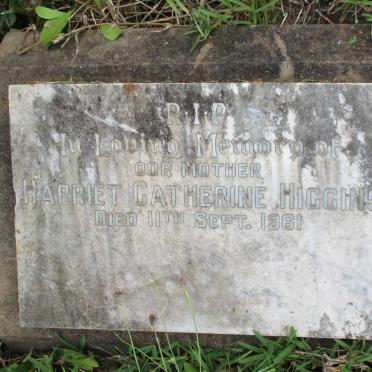 R.I.P.
In Loving Memory of
OUR MOTHER
HARRIET CATHERINE HIGGINS
DIED 11TH SEPT. 1961